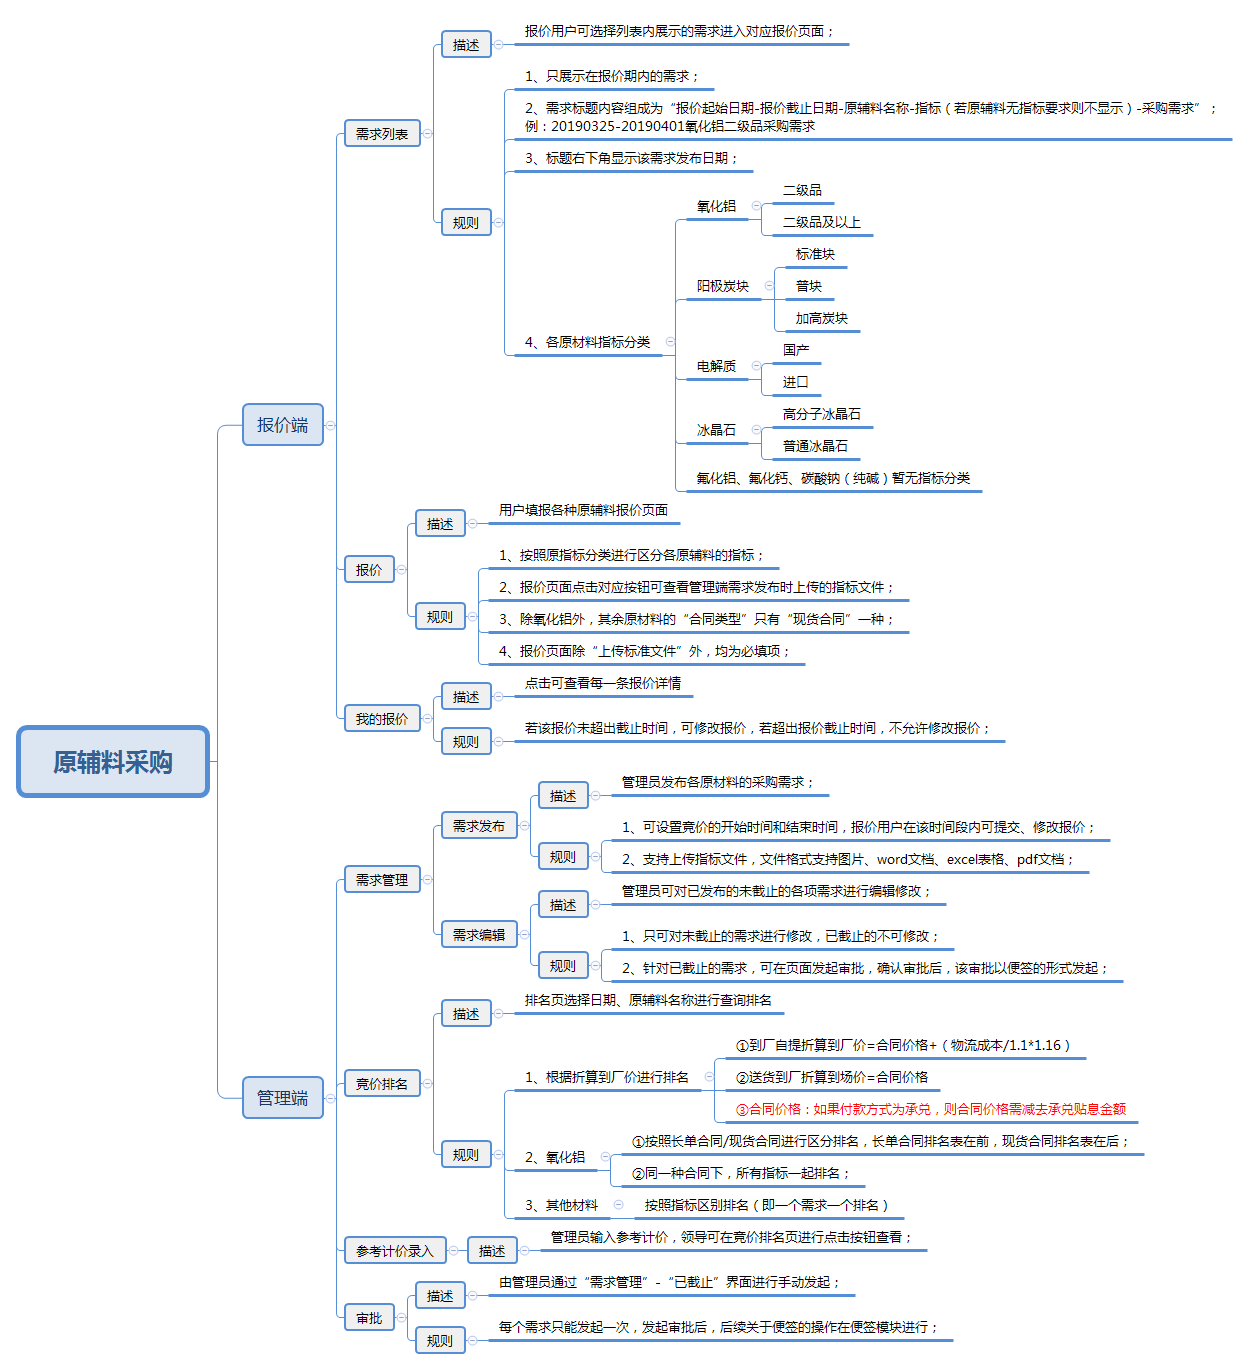 原辅料采购
报价端
需求列表
描述
报价用户可选择列表内展示的需求进入对应报价页面；
规则
1、只展示在报价期内的需求；
2、需求标题内容组成为“报价起始日期-报价截止日期-原辅料名称-指标（若原辅料无指标要求则不显示）-采购需求”；
例：20190325-20190401氧化铝二级品采购需求
3、标题右下角显示该需求发布日期；
4、各原材料指标分类
氧化铝
二级品
二级品及以上
阳极炭块
标准块
普块
加高炭块
电解质
国产
进口
冰晶石
高分子冰晶石
普通冰晶石
氟化铝、氟化钙、碳酸钠（纯碱）暂无指标分类
报价
描述
用户填报各种原辅料报价页面
规则
1、按照原指标分类进行区分各原辅料的指标；
2、报价页面点击对应按钮可查看管理端需求发布时上传的指标文件；
3、除氧化铝外，其余原材料的“合同类型”只有“现货合同”一种；
4、报价页面除“上传标准文件”外，均为必填项；
我的报价
描述
点击可查看每一条报价详情
规则
若该报价未超出截止时间，可修改报价，若超出报价截止时间，不允许修改报价；
管理端
需求管理
需求发布
描述
管理员发布各原材料的采购需求；
规则
1、可设置竞价的开始时间和结束时间，报价用户在该时间段内可提交、修改报价；
2、支持上传指标文件，文件格式支持图片、word文档、excel表格、pdf文档；
需求编辑
描述
管理员可对已发布的未截止的各项需求进行编辑修改；
规则
1、只可对未截止的需求进行修改，已截止的不可修改；
2、针对已截止的需求，可在页面发起审批，确认审批后，该审批以便签的形式发起；
竞价排名
描述
排名页选择日期、原辅料名称进行查询排名
规则
1、根据折算到厂价进行排名
①到厂自提折算到厂价=合同价格+（物流成本/1.1*1.16）
②送货到厂折算到场价=合同价格
③合同价格：如果付款方式为承兑，则合同价格需减去承兑贴息金额
2、氧化铝
①按照长单合同/现货合同进行区分排名，长单合同排名表在前，现货合同排名表在后；
②同一种合同下，所有指标一起排名；
3、其他材料
按照指标区别排名（即一个需求一个排名）
参考计价录入
描述
管理员输入参考计价，领导可在竞价排名页进行点击按钮查看；
审批
描述
由管理员通过“需求管理”-“已截止”界面进行手动发起；
规则
每个需求只能发起一次，发起审批后，后续关于便签的操作在便签模块进行；